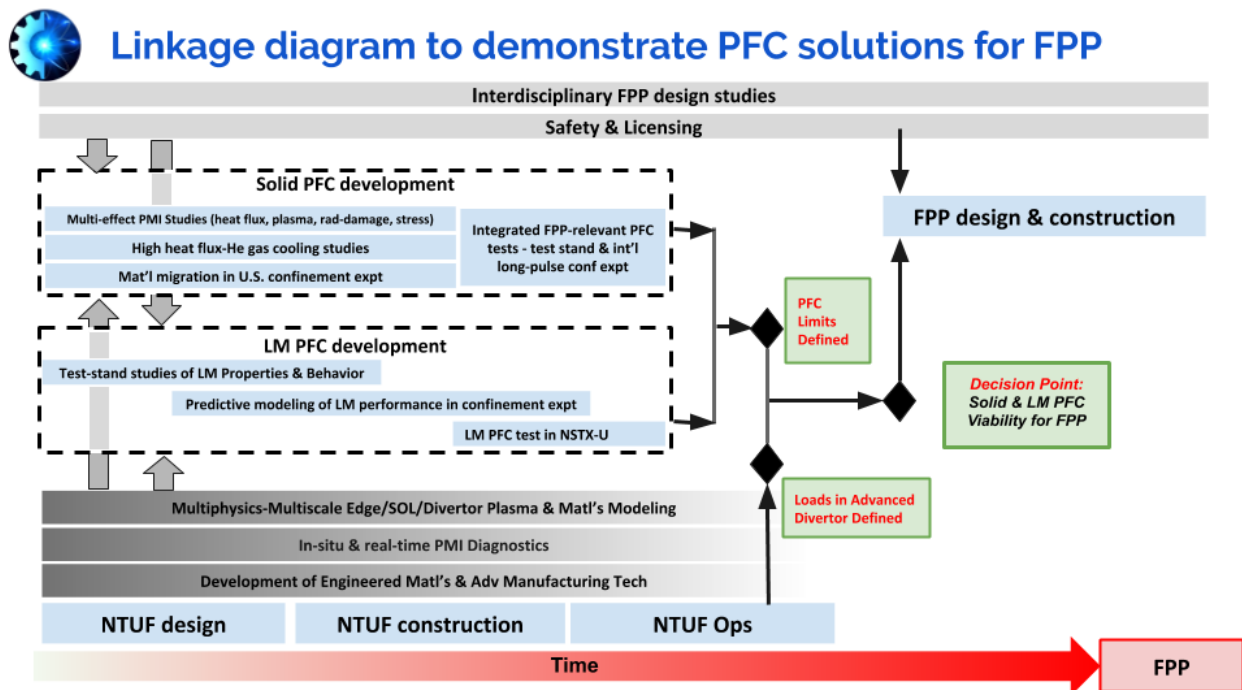 Linkage diagram to demonstrate PFC solutions for FPP
Interdisciplinary FPP design studies
Safety & Licensing
Solid PFC development
Multi-effect PMI Studies (heat flux, plasma, rad-damage, stress)
High heat flux-He gas cooling studies
Mat'l migration in U.S. confinement expt
Integrated FPP-relevant PFC
tests - test stand & int'l
long-pulse conf expt
FPP design & construction
PFC
Limits
Defined
LM PFC development
Test-stand studies of LM Properties & Behavior
Predictive modeling of LM performance in confinement expt
LM PFC test in NSTX-U
Decision Point:
Solid & LM PFC
Viability for FPP
Multiphysics-Multiscale Edge/SOL/Divertor Plasma & Matl's Modeling
In-situ & real-time PMI Diagnostics
Development of Engineered Matl's & Adv Manufacturing Tech
Loads in Advanced
Divertor Defined
NTUF design
NTUF construction
NTUF Ops
Time
FPP